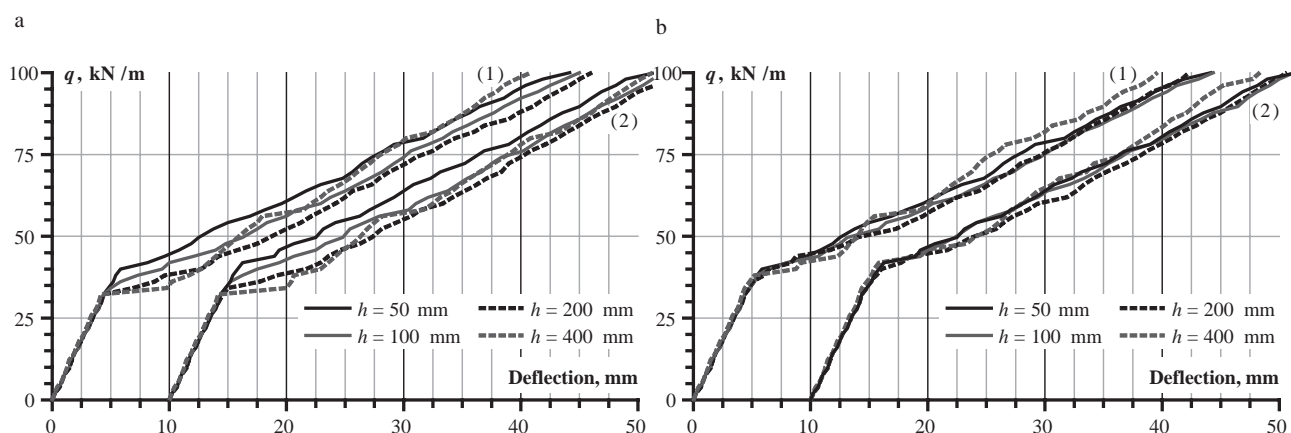 a
q, kN /m
100
75
50
25
0
(1)
(2)
h = 50 mm
h = 200 mm
h = 100 mm
h = 400 mm
Deflection, mm
0 10 20 30 40 50
b
q, kN /m
100
75
50
25
0
(1)
(2)
h = 50 mm
h = 200 mm
h = 100 mm
h = 400 mm
Deflection, mm
0 10 20 30 40 50